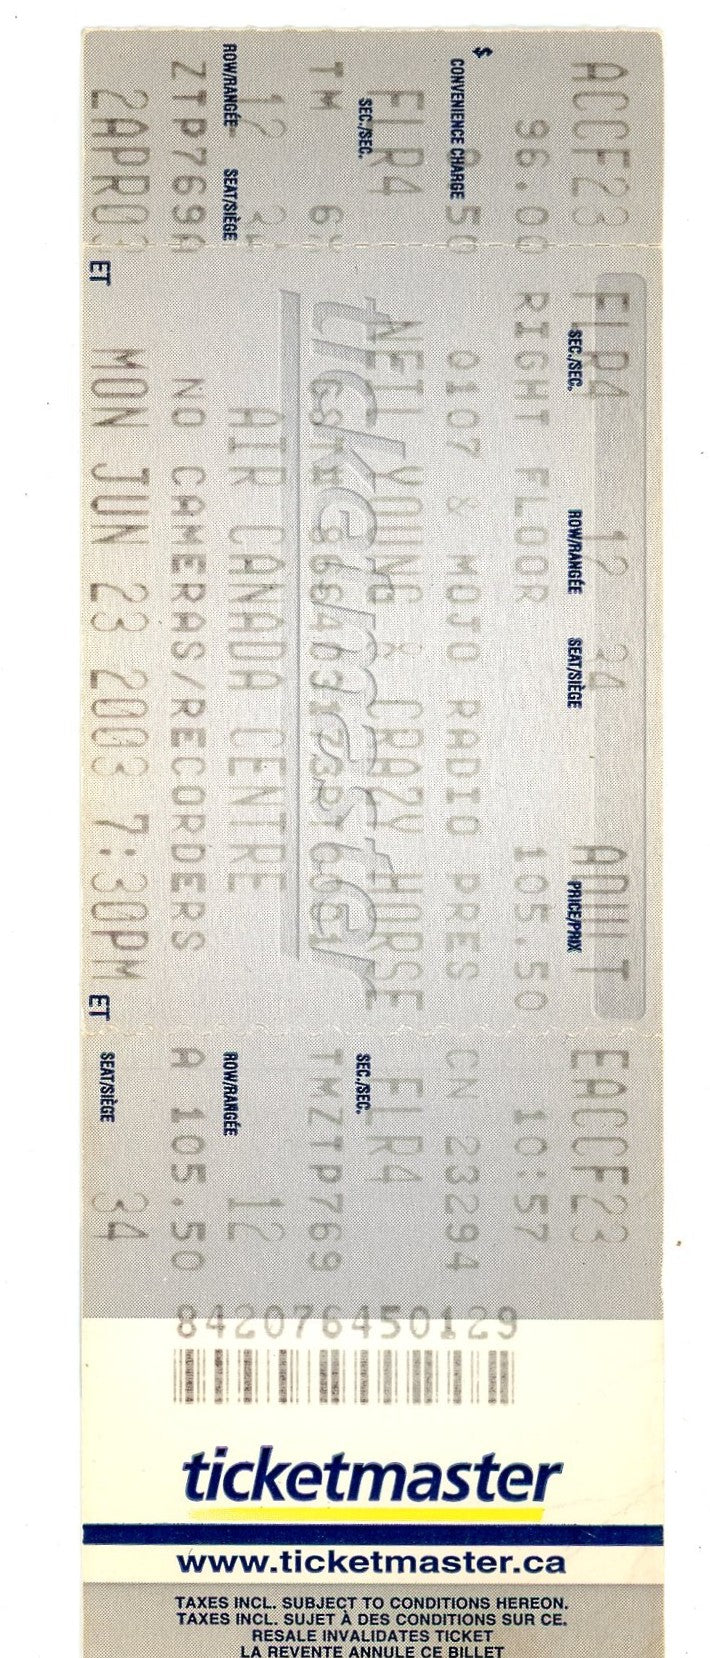 ACCF23
96.00
$
CONVENIENCE CHARGE
8.50
SEC./SEC.
FLR4
TM
ROW/RANGÉE
12
SEAT/SIÈGE
ZTP769A
2APR03
FLR4 12 34 ADULT
SEC./SEC. ROW/RANGÉE SEAT/SIÈGE PRICE/PRIX
RIGHT FLOOR 105.50
Q107 & MOJO RADIO PRES
NEIL YOUNG & CRAZY HORSE
ticketmaster
AIR CANADA CENTRE
NO CAMERAS/RECORDERS
ET MON JUN 23 2003 7:30PM ET
EACCF23
10:57
CN 23294
SEC./SEC.
FLR4
TMZTP769
ROW/RANGÉE
12
A 105.50
SEAT/SIÈGE
34
842076450129
ticketmaster
www.ticketmaster.ca
TAXES INCL. SUBJECT TO CONDITIONS HEREON.
TAXES INCL. SUJET À DES CONDITIONS SUR CE.
RESALE INVALIDATES TICKET
LA REVENTE ANNULE CE BILLET